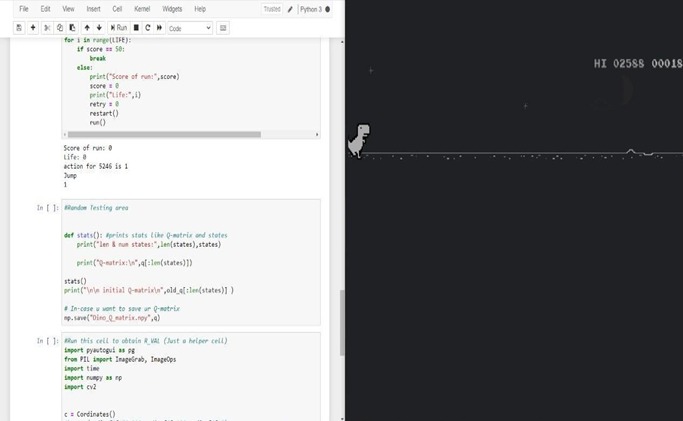 File Edit View Insert Cell Kernel Widgets Help Trusted Python 3
Run Code
for i in range(LIFE):
if score == 50:
break
else:
print("Score of run:",score)
score = 0
print("Life:",i)
retry = 0
restart()
run()
Score of run: 0
Life: 0
action for 5246 is 1
Jump
1
In [ ]: #Random Testing area
def stats(): #prints stats like Q-matrix and states
print("len & num states:",len(states),states)
print("Q-matrix:\n",q[:len(states)])
stats()
print("\n\n initial Q-matrix\n",old_q[:len(states)] )
# In-case u want to save ur Q-matrix
np.save("Dino_Q_matrix.npy",q)
In [ ]: #Run this cell to obtain R_VAL (Just a helper cell)
import pyautogui as pg
from PIL import ImageGrab, ImageOps
import time
import numpy as np
import cv2
c = Cordinates()
HI 02588 00018